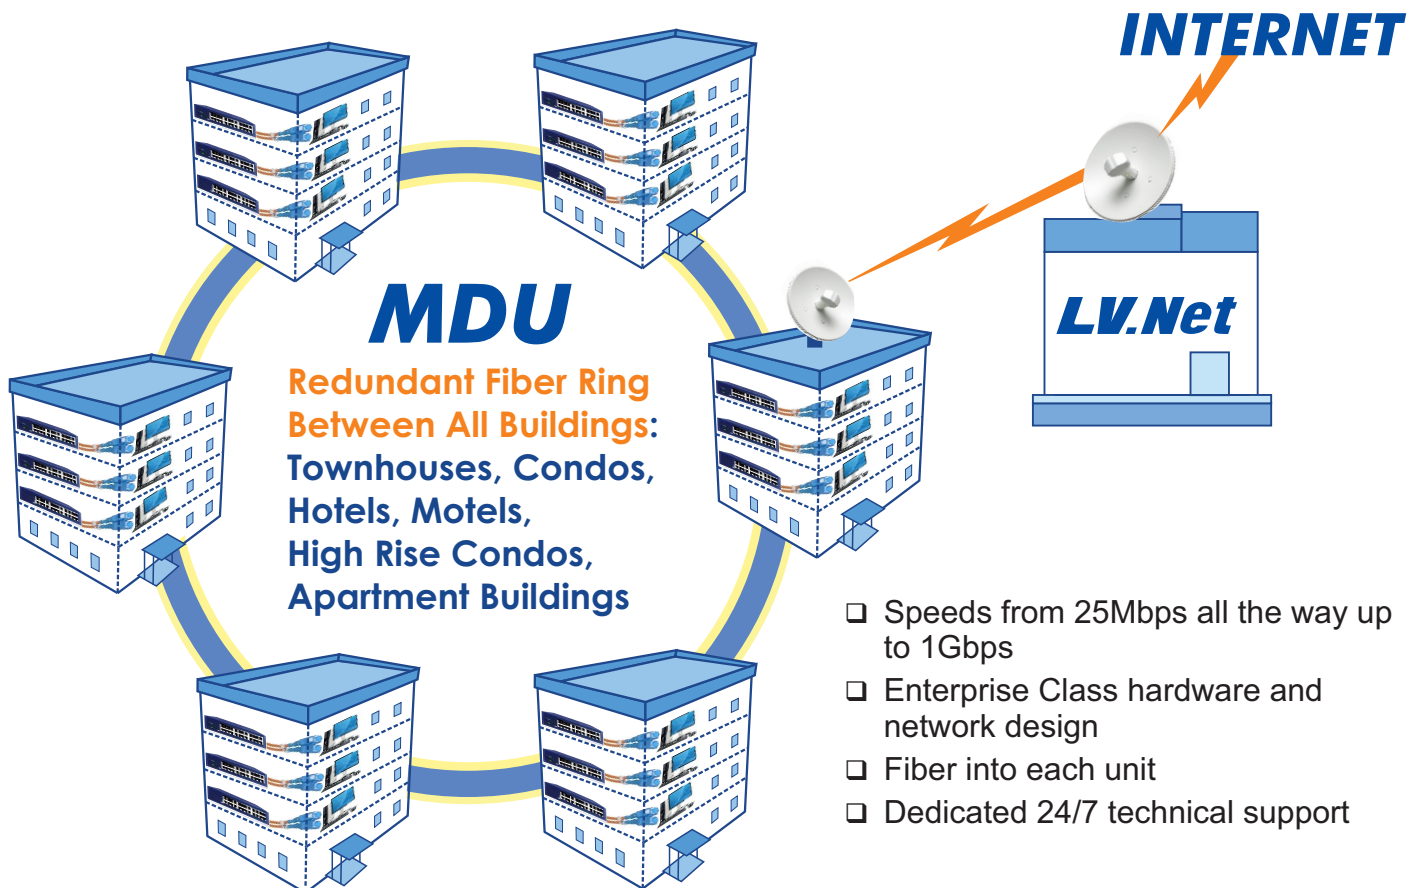 INTERNET
LV.Net
MDU
Redundant Fiber Ring
Between All Buildings:
Townhouses, Condos,
Hotels, Motels,
High Rise Condos,
Apartment Buildings
❑ Speeds from 25Mbps all the way up
to 1Gbps
❑ Enterprise Class hardware and
network design
❑ Fiber into each unit
❑ Dedicated 24/7 technical support